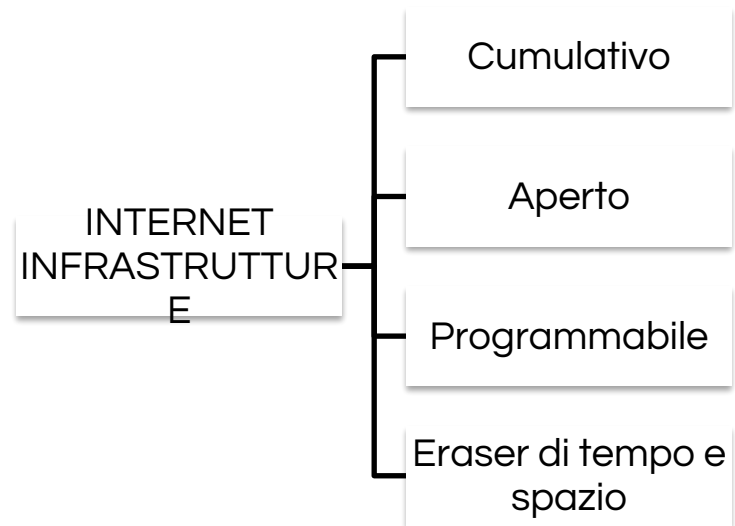 INTERNET
INFRASTRUTTUR
E
Cumulativo
Aperto
Programmabile
Eraser di tempo e
spazio